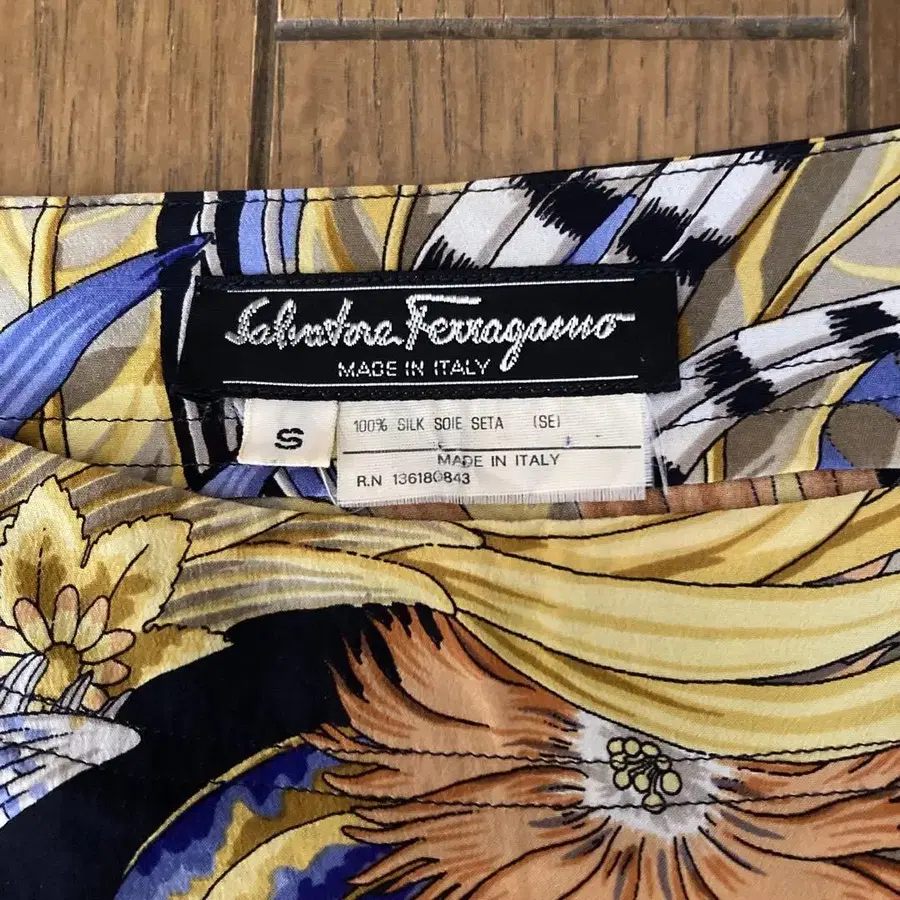 Salvatore Ferragamo
MADE IN ITALY
S
100% SILK SOIE SETA (SE)
MADE IN ITALY
R.N 136180843